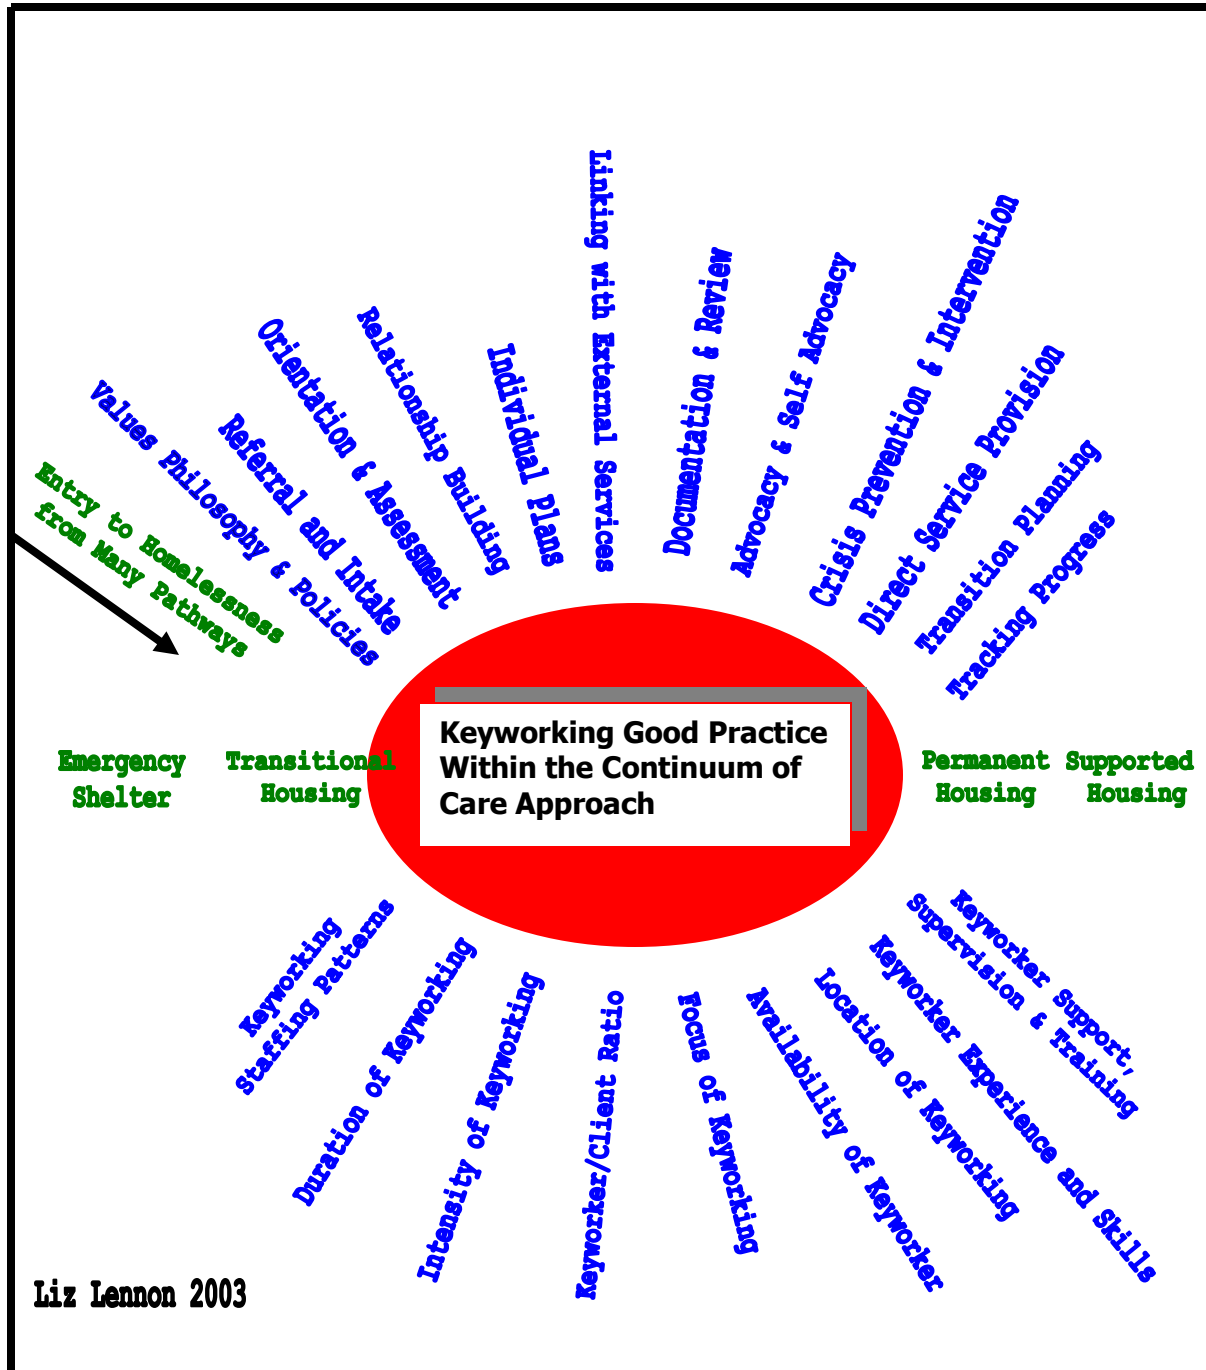 Linking with External Services
Documentation & Review
Advocacy & Self Advocacy
Crisis Prevention & Intervention
Direct Service Provision
Transition Planning
Tracking Progress
Individual Plans
Relationship Building
Orientation & Assessment
Referral and Intake
Values Philosophy & Policies
Entry to Homelessness
from Many Pathways
Emergency
Shelter
Transitional
Housing
Keyworking Good Practice
Within the Continuum of
Care Approach
Permanent
Housing
Supported
Housing
Keyworking
Staffing Patterns
Duration of Keyworking
Intensity of Keyworking
Keyworker/Client Ratio
Focus of Keyworking
Availability of Keyworker
Location of Keyworking
Keyworker Experience and Skills
Keyworker Support,
Supervision & Training
Liz Lennon 2003